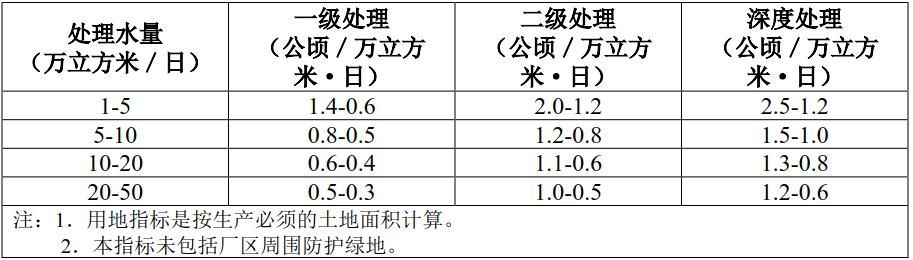 处理水量 一级处理 二级处理 深度处理
（万立方米／日） （公顷／万立方米·日） （公顷／万立方米·日） （公顷／万立方米·日）
1-5 1.4-0.6 2.0-1.2 2.5-1.2
5-10 0.8-0.5 1.2-0.8 1.5-1.0
10-20 0.6-0.4 1.1-0.6 1.3-0.8
20-50 0.5-0.3 1.0-0.5 1.2-0.6
注：1．用地指标是按生产必须的土地面积计算。
2．本指标未包括厂区周围防护绿地。